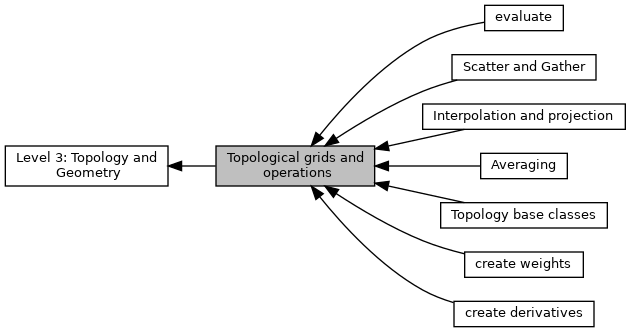 evaluate
Scatter and Gather
Interpolation and projection
Level 3: Topology and
Geometry
Topological grids and
operations
Averaging
Topology base classes
create weights
create derivatives